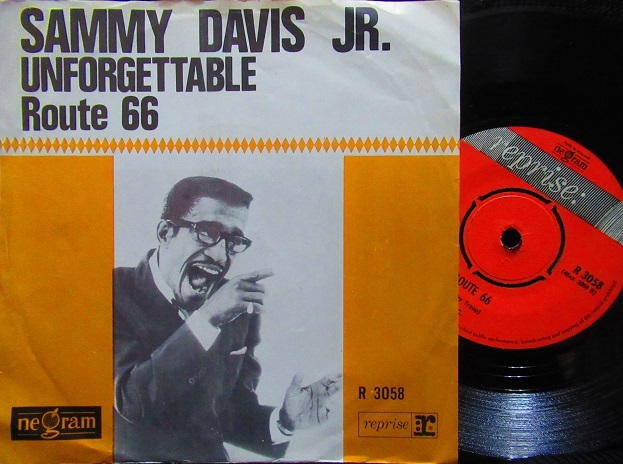 SAMMY DAVIS JR.
UNFORGETTABLE
Route 66
negram
R 3058
reprise r
negram
reprise:
R 3058
ROUTE 66